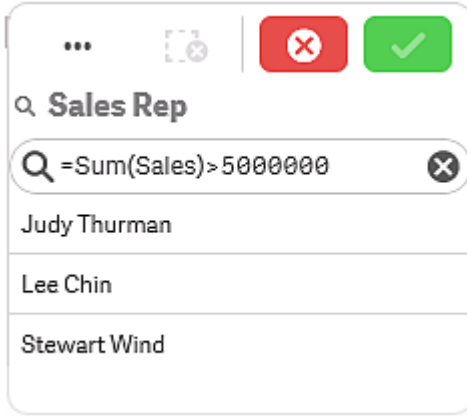 Sales Rep
=Sum(Sales)>5000000
Judy Thurman
Lee Chin
Stewart Wind